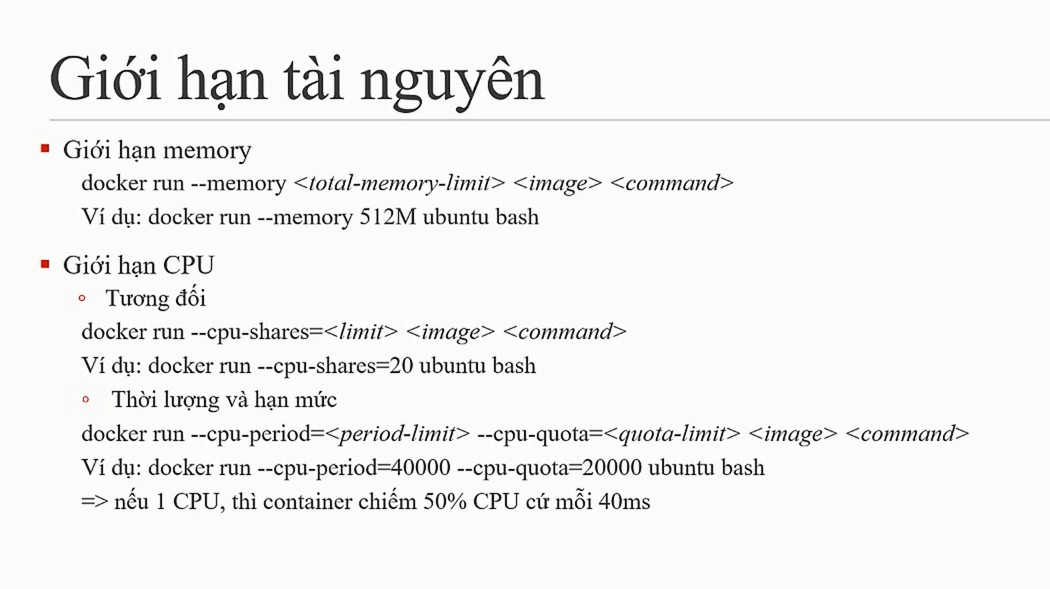 Giới hạn tài nguyên
Giới hạn memory
docker run --memory <total-memory-limit> <image> <command>
Ví dụ: docker run --memory 512M ubuntu bash
Giới hạn CPU
Tương đối
docker run --cpu-shares=<limit> <image> <command>
Ví dụ: docker run --cpu-shares=20 ubuntu bash
Thời lượng và hạn mức
docker run --cpu-period=<period-limit> --cpu-quota=<quota-limit> <image> <command>
Ví dụ: docker run --cpu-period=40000 --cpu-quota=20000 ubuntu bash
=> nếu 1 CPU, thì container chiếm 50% CPU cứ mỗi 40ms